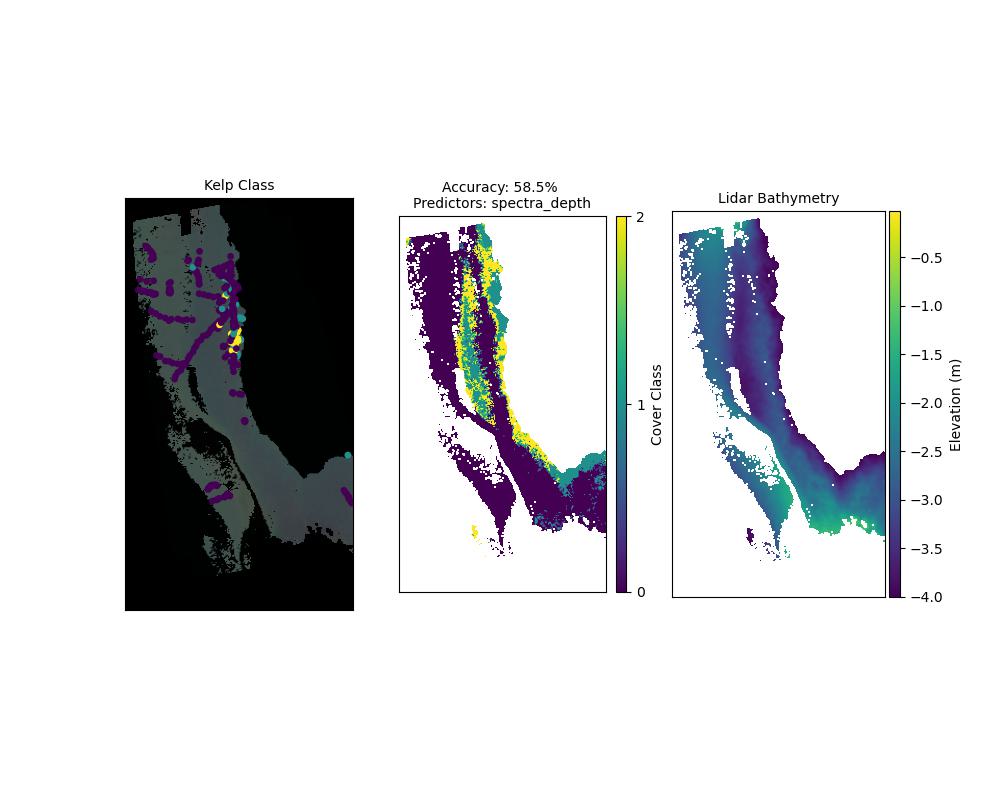 Kelp Class
Accuracy: 58.5%
Predictors: spectra_depth
2
1
0
Cover Class
Lidar Bathymetry
−0.5
−1.0
−1.5
−2.0
−2.5
−3.0
−3.5
−4.0
Elevation (m)